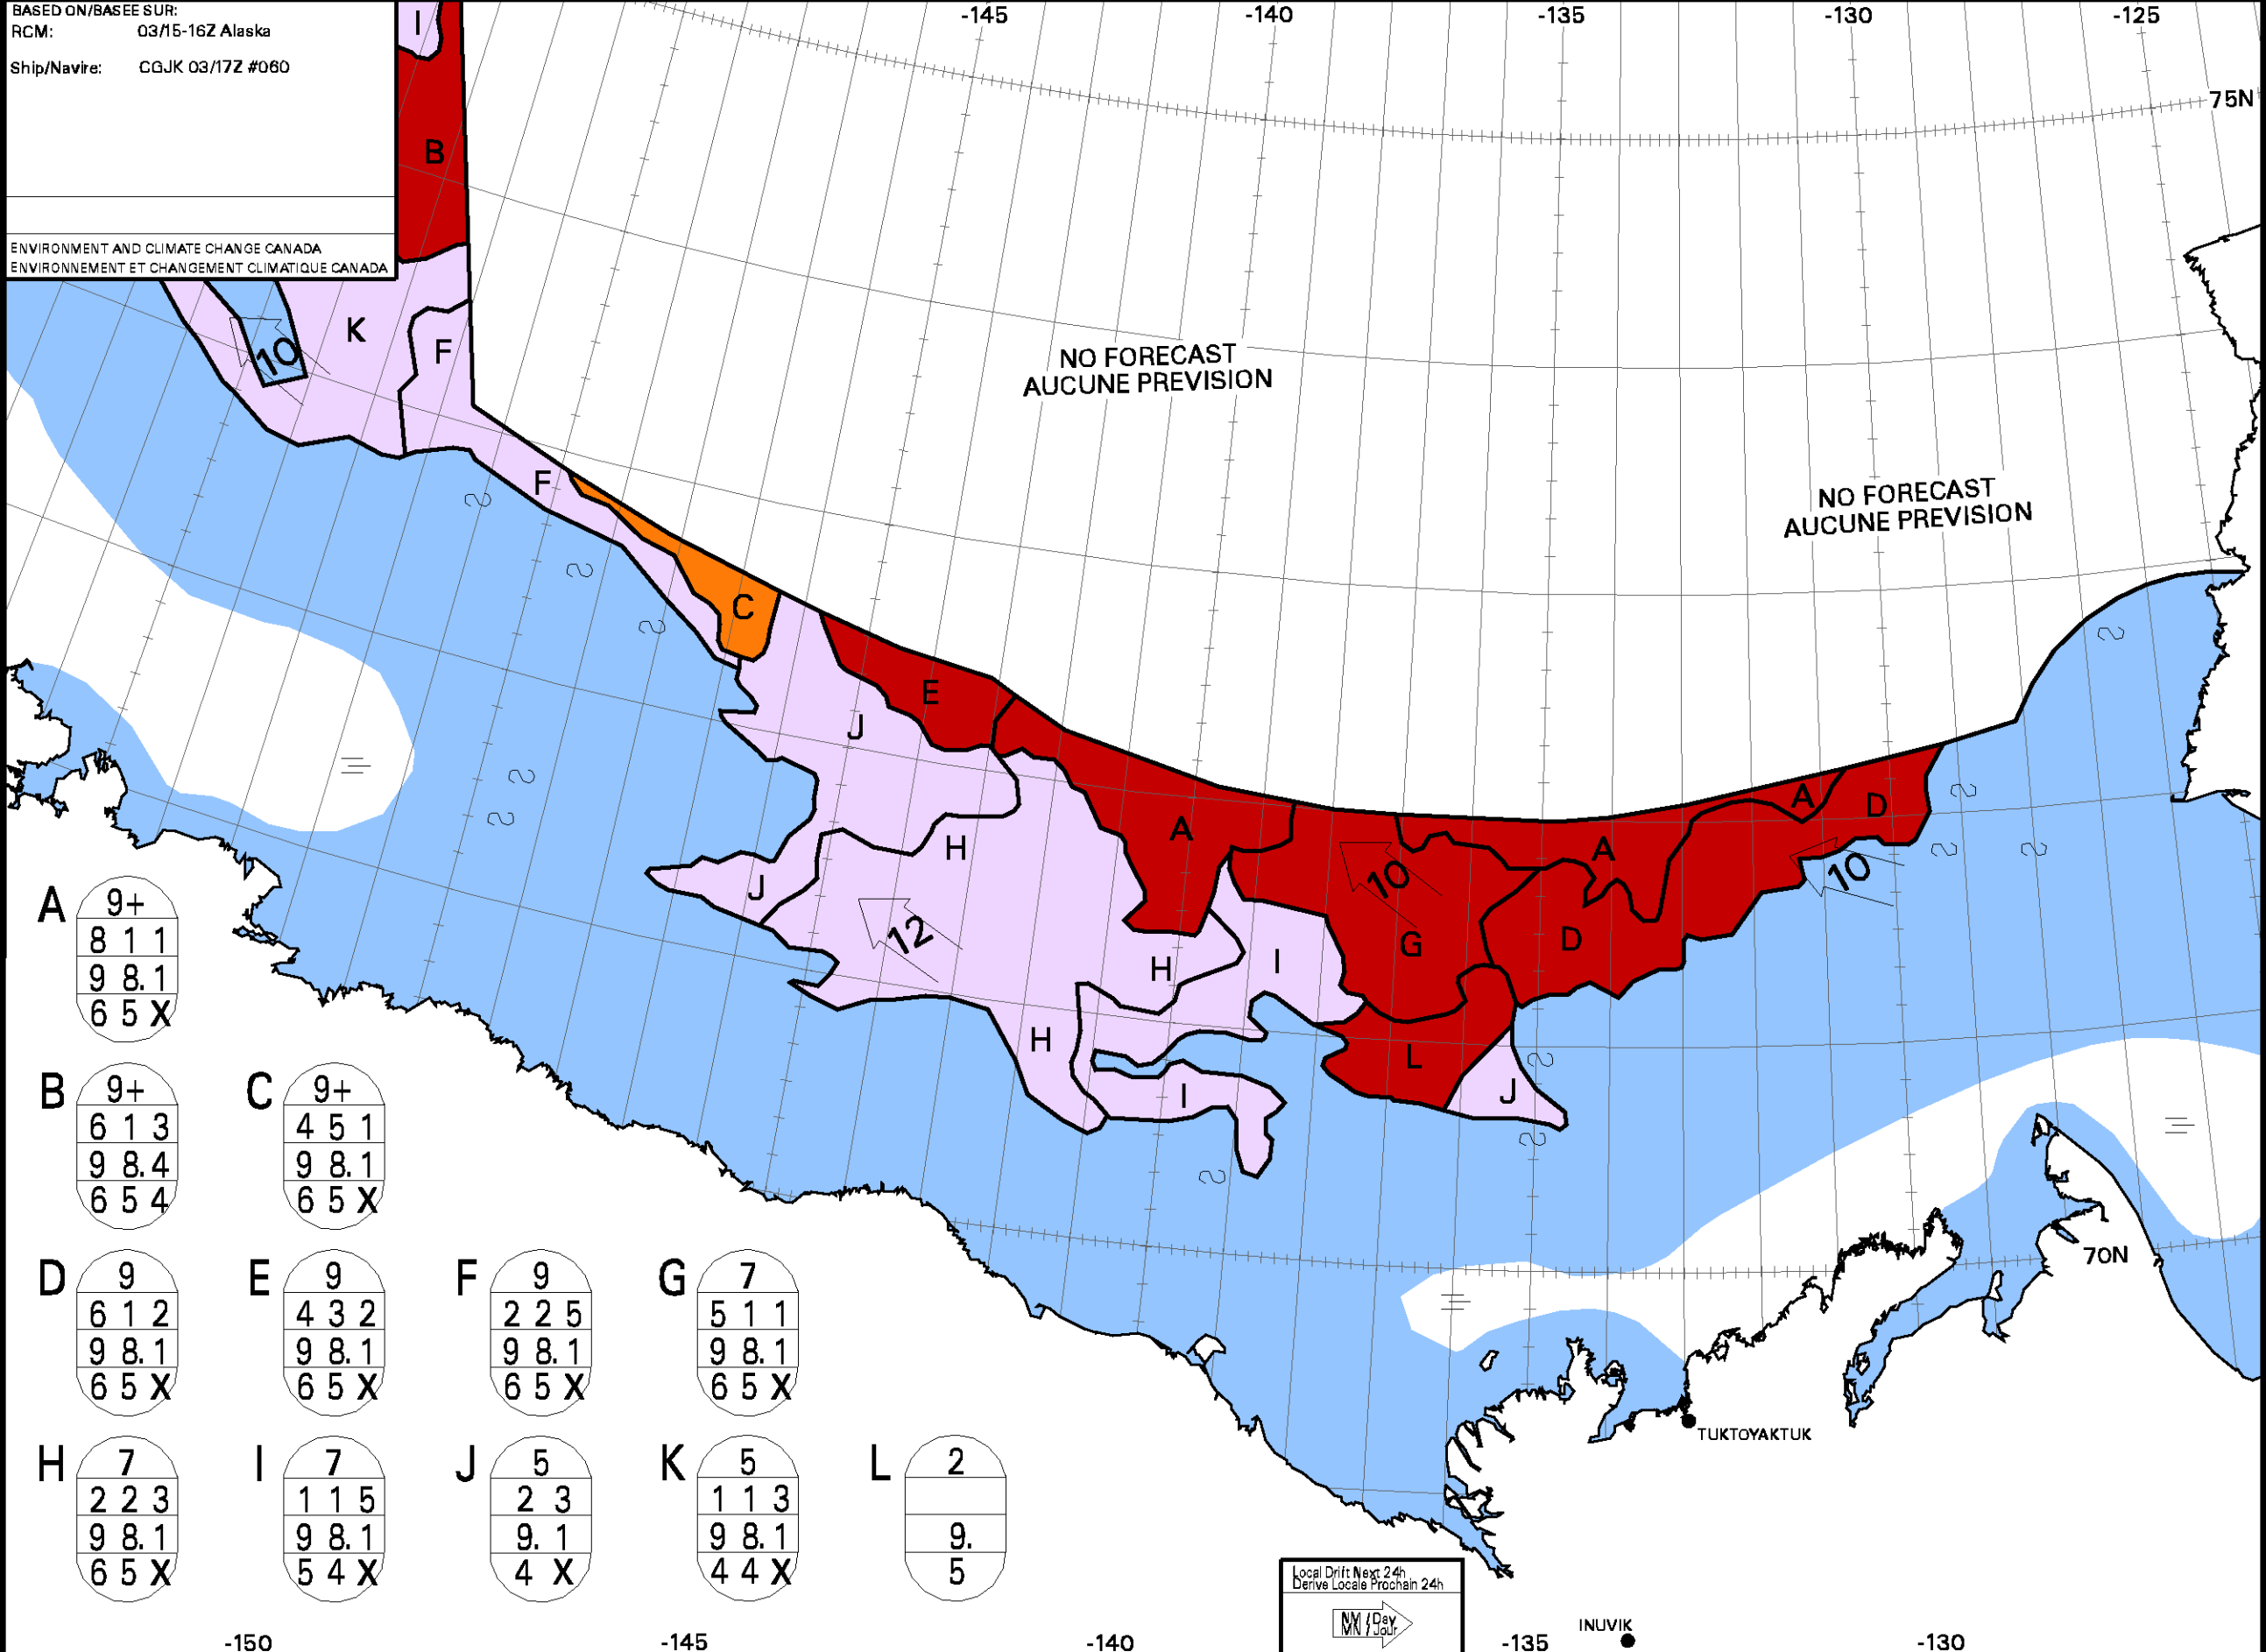 BASED ON/BASEE SUR:
RCM: 03/15-16Z Alaska
Ship/Navire: CGJK 03/17Z #060
ENVIRONMENT AND CLIMATE CHANGE CANADA
ENVIRONNEMENT ET CHANGEMENT CLIMATIQUE CANADA
-145 -140 -135 -130 -125
75N
I
B
K
10
F
NO FORECAST
AUCUNE PREVISION
F
NO FORECAST
AUCUNE PREVISION
C
E
J
A
D
A
A
H
10
10
J
12
G
D
H
I
H
L
I
J
70N
TUKTOYAKTUK
A
9+
8 1 1
9 8. 1
6 5 X
B
9+
6 1 3
9 8. 4
6 5 4
C
9+
4 5 1
9 8. 1
6 5 X
D
9
6 1 2
9 8. 1
6 5 X
E
9
4 3 2
9 8. 1
6 5 X
F
9
2 2 5
9 8. 1
6 5 X
G
7
5 1 1
9 8. 1
6 5 X
H
7
2 2 3
9 8. 1
6 5 X
I
7
1 1 5
9 8. 1
5 4 X
J
5
2 3
9. 1
4 X
K
5
1 1 3
9 8. 1
4 4 X
L
2
9.
5
Local Drift Next 24h
Derive Locale Prochain 24h
NM / Day
MN / Jour
INUVIK
-150 -145 -140 -135 -130